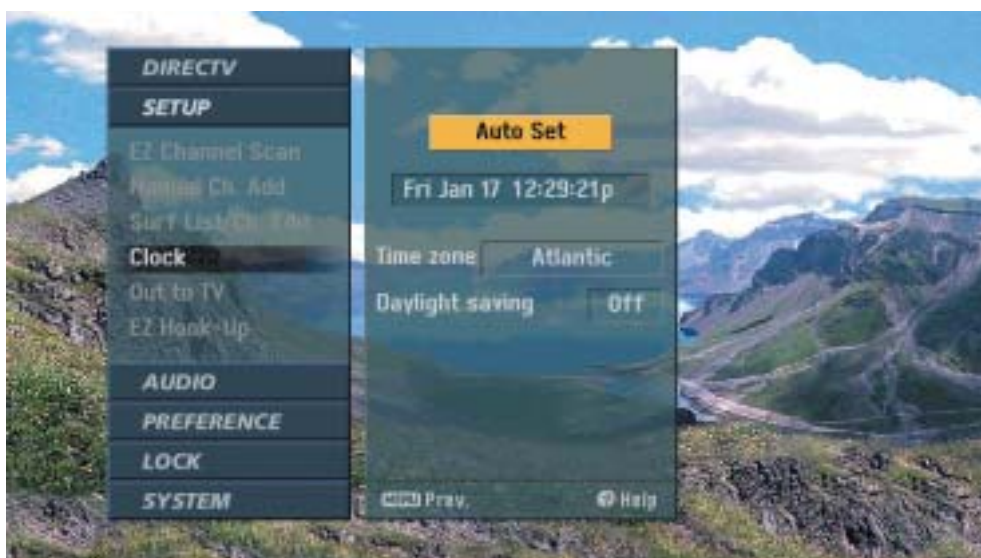 DIRECTV
SETUP
EZ Channel Scan
Manual Ch. Add
Surf List/Ch. Edit
Clock
Out to TV
EZ Hook-Up
AUDIO
PREFERENCE
LOCK
SYSTEM
Auto Set
Fri Jan 17 12:29:21p
Time zone Atlantic
Daylight saving Off
MENU Prev. Help